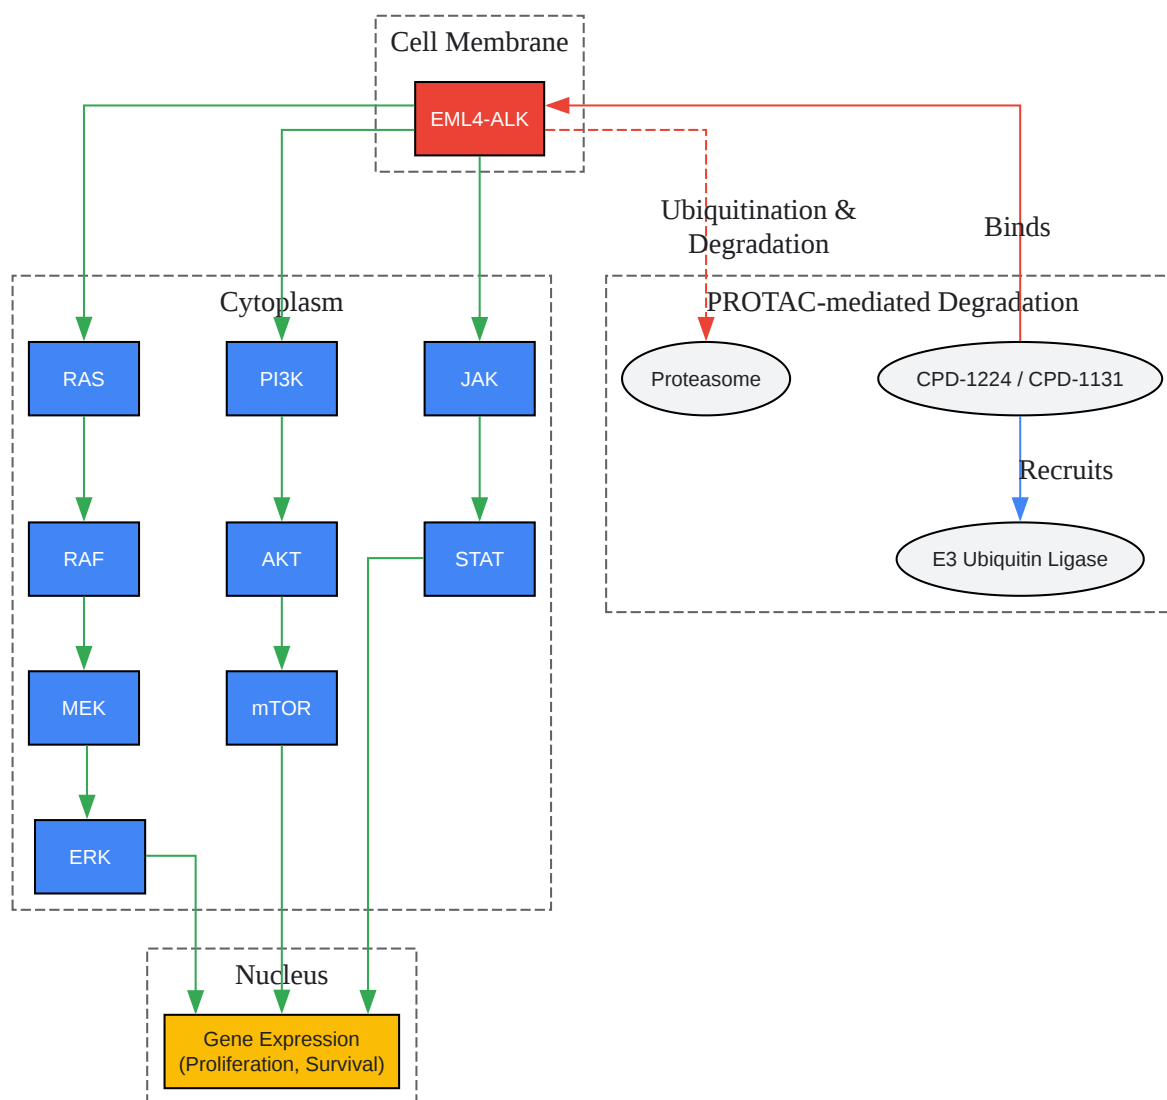 Cell Membrane
EML4-ALK
Ubiquitination &
Degradation
Binds
Cytoplasm
PROTAC-mediated Degradation
RAS
PI3K
JAK
Proteasome
CPD-1224 / CPD-1131
Recruits
RAF
AKT
STAT
E3 Ubiquitin Ligase
MEK
mTOR
ERK
Nucleus
Gene Expression
(Proliferation, Survival)